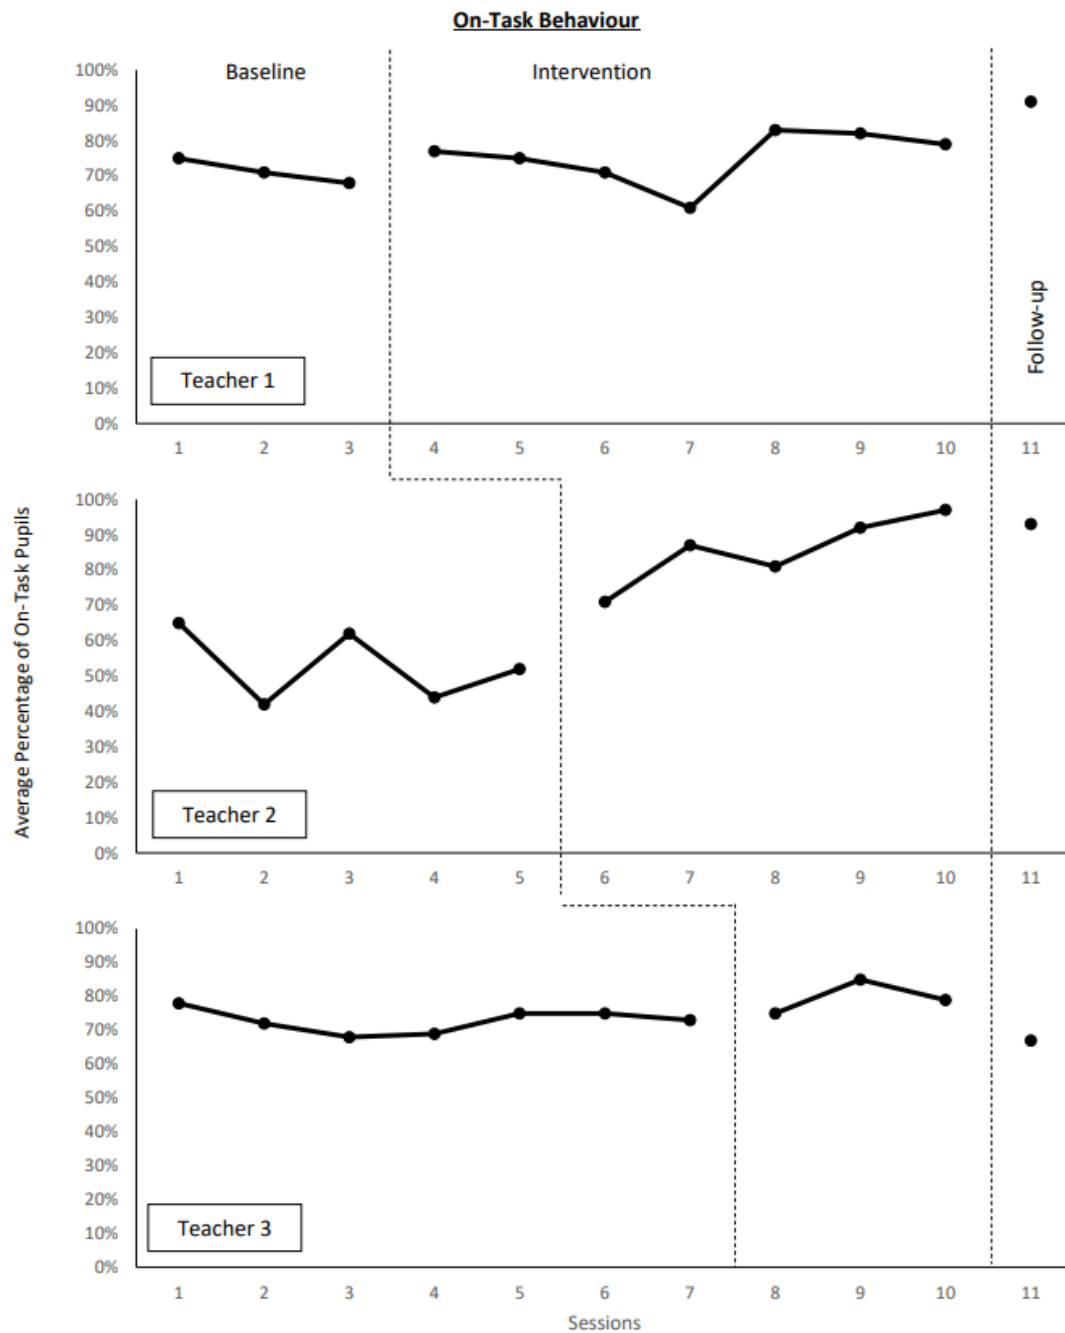 On-Task Behaviour
Baseline
Intervention
100%
90%
80%
70%
60%
50%
40%
30%
20%
10%
0%
Teacher 1
Follow-up
1 2 3 4 5 6 7 8 9 10 11
Average Percentage of On-Task Pupils
100%
90%
80%
70%
60%
50%
40%
30%
20%
10%
0%
Teacher 2
1 2 3 4 5 6 7 8 9 10 11
100%
90%
80%
70%
60%
50%
40%
30%
20%
10%
0%
Teacher 3
1 2 3 4 5 6 7 8 9 10 11
Sessions